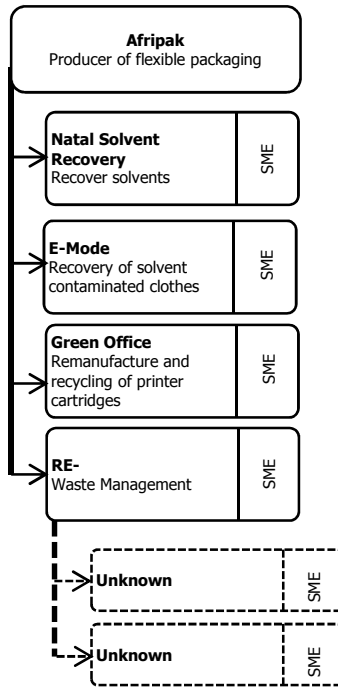 Afripak
Producer of flexible packaging
Natal Solvent
Recovery
Recover solvents
SME
E-Mode
Recovery of solvent
contaminated clothes
SME
Green Office
Remanufacture and
recycling of printer
cartridges
SME
RE-
Waste Management
SME
Unknown
SME
Unknown
SME